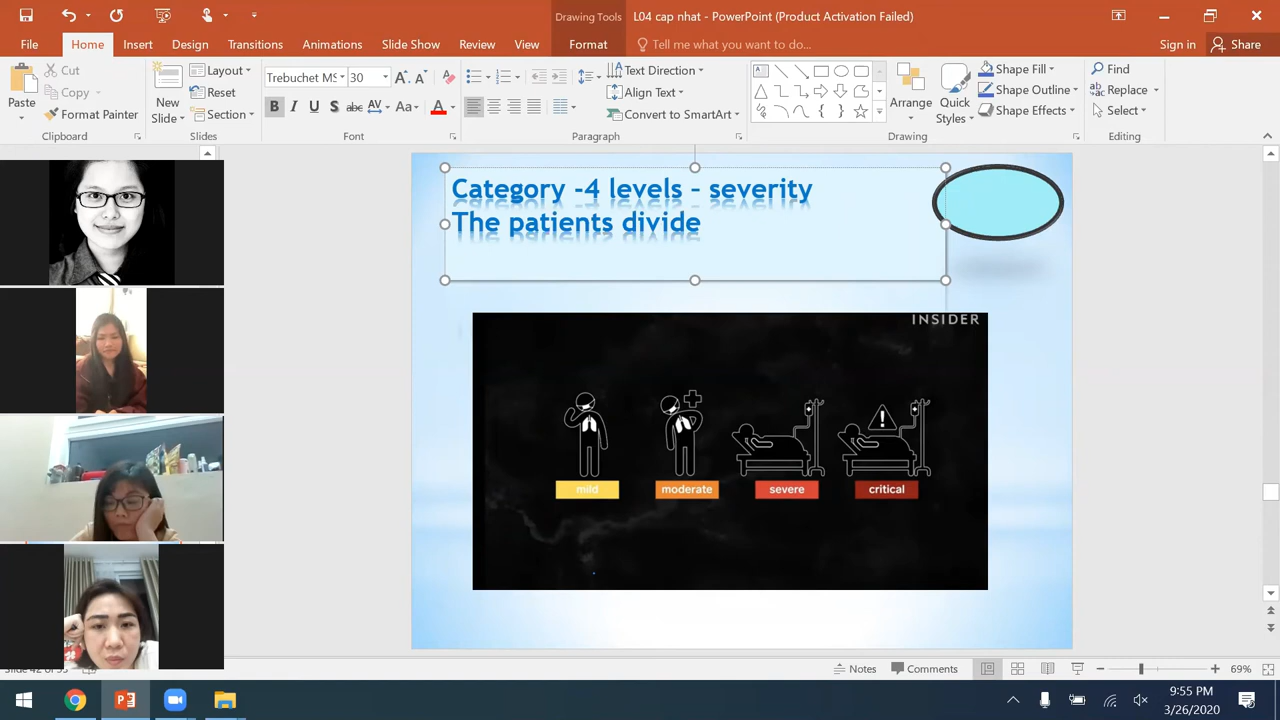 Drawing Tools
L04 cap nhat - PowerPoint (Product Activation Failed)
File
Home
Insert
Design
Transitions
Animations
Slide Show
Review
View
Format
Tell me what you want to do...
Sign in
Share
Paste
Cut
Copy
Format Painter
Clipboard
New
Slide
Layout
Reset
Section
Slides
Trebuchet MS
30
Font
Text Direction
Align Text
Convert to SmartArt
Paragraph
Arrange
Quick
Styles
Shape Fill
Shape Outline
Shape Effects
Drawing
Find
Replace
Select
Editing
Category -4 levels – severity
The patients divide
INSIDER
mild
moderate
severe
critical
Notes
Comments
69%
9:55 PM
3/26/2020